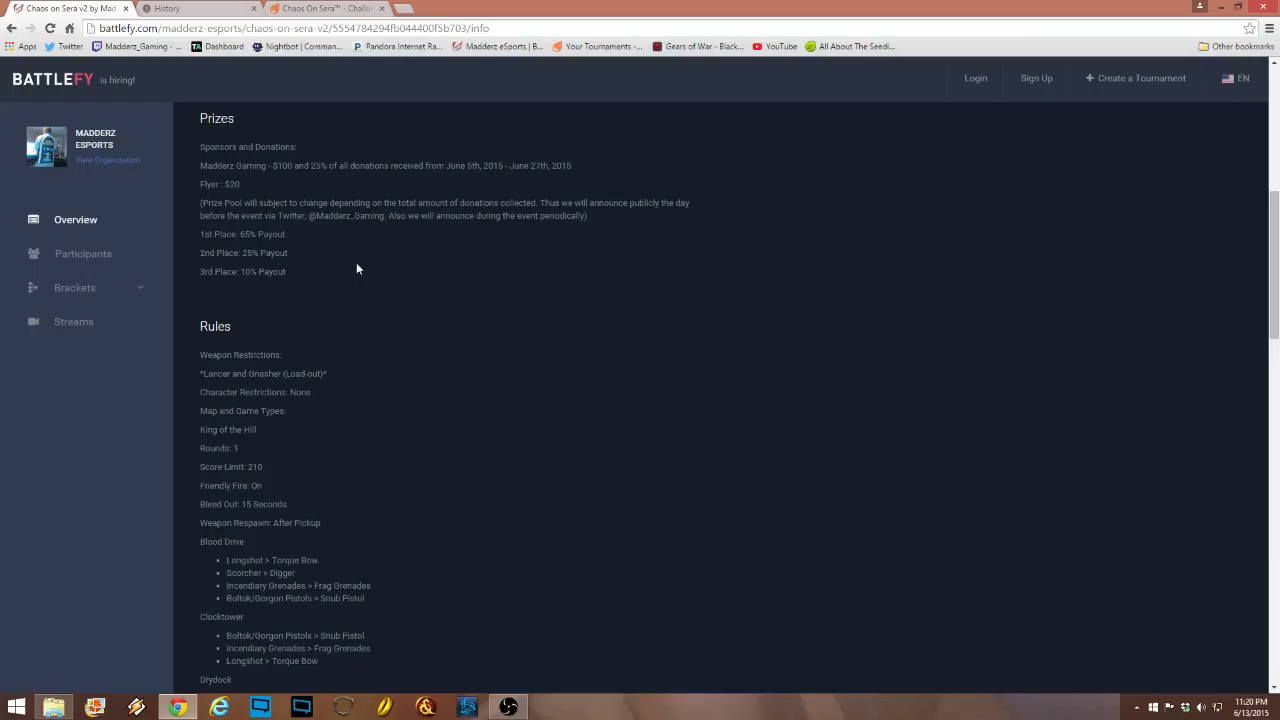 Chaos On Sera v2 by Mad
History
Chaos On Sera™ - Challen
battlefy.com/madderz-esports/chaos-on-sera-v2/5554784294fb044400f5b703/info
Apps
Twitter
Madderz_Gaming - ...
Dashboard
Nightbot | Comman...
Pandora Internet R...
Madderz eSports | B...
Your Tournaments -...
Gears of War - Black...
YouTube
All About The Seedi...
Other bookmarks
BATTLEFY is hiring!
Login
Sign Up
Create a Tournament
EN
MADDERZ
ESPORTS
View Organization
Overview
Participants
Brackets
Streams
Prizes
Sponsors and Donations:
Madderz Gaming - $100 and 25% of all donations received from June 5th, 2015 - June 27th, 2015
Flyer : $20
(Prize Pool will subject to change depending on the total amount of donations collected. Thus we will announce publicly the day
before the event via Twitter, @Madderz_Gaming. Also we will announce during the event periodically)
1st Place: 65% Payout
2nd Place: 25% Payout
3rd Place: 10% Payout
Rules
Weapon Restrictions:
*Lancer and Gnasher (Load-out)*
Character Restrictions: None
Map and Game Types:
King of the Hill
Rounds: 1
Score Limit: 210
Friendly Fire: On
Bleed Out: 15 Seconds
Weapon Respawn: After Pickup
Blood Drive
Longshot > Torque Bow
Scorcher > Digger
Incendiary Grenades > Frag Grenades
Boltok/Gorgon Pistols > Snub Pistol
Clocktower
Boltok/Gorgon Pistols > Snub Pistol
incendiary Grenades > Frag Grenades
Longshot > Torque Bow
Drydock
11:20 PM
6/13/2015